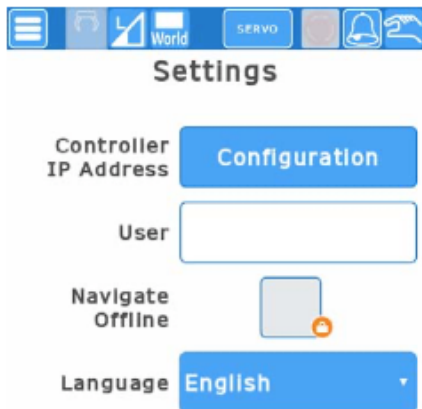 L
World
SERVO
Settings
Controller
IP Address
Configuration
User
Navigate
Offline
Language
English